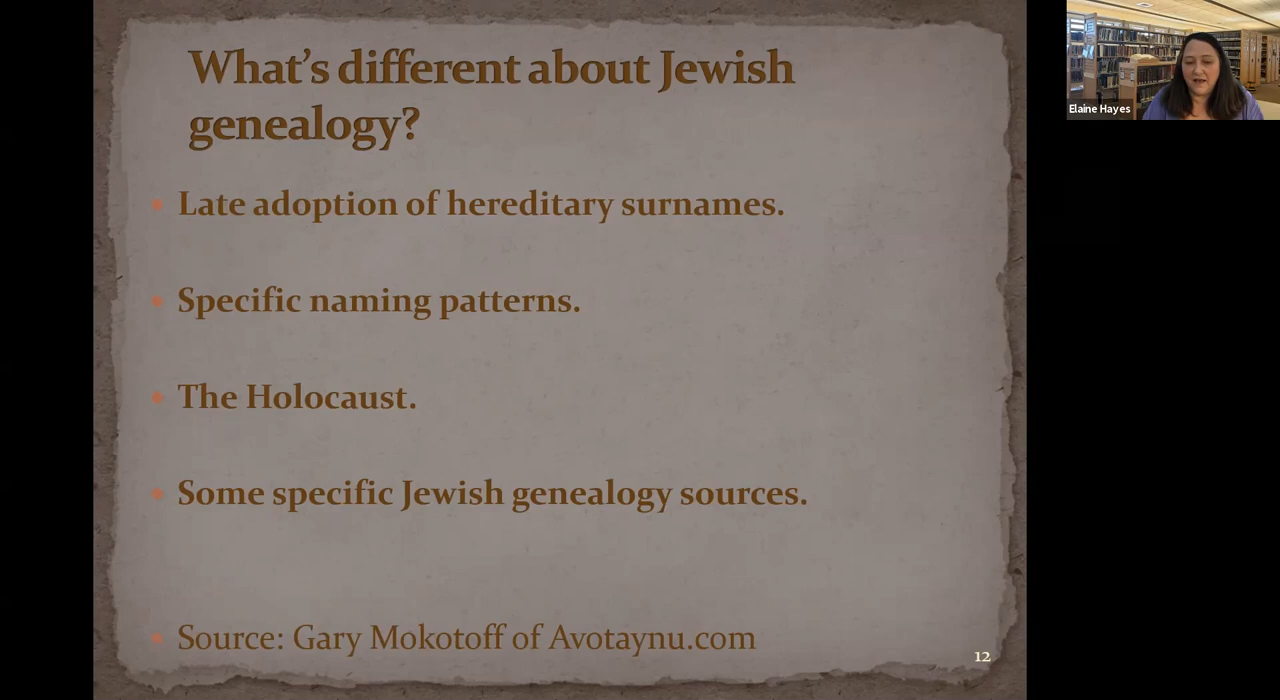 What's different about Jewish
genealogy?
Late adoption of hereditary surnames.
Specific naming patterns.
The Holocaust.
Some specific Jewish genealogy sources.
Source: Gary Mokotoff of Avotaynu.com
12
Elaine Hayes